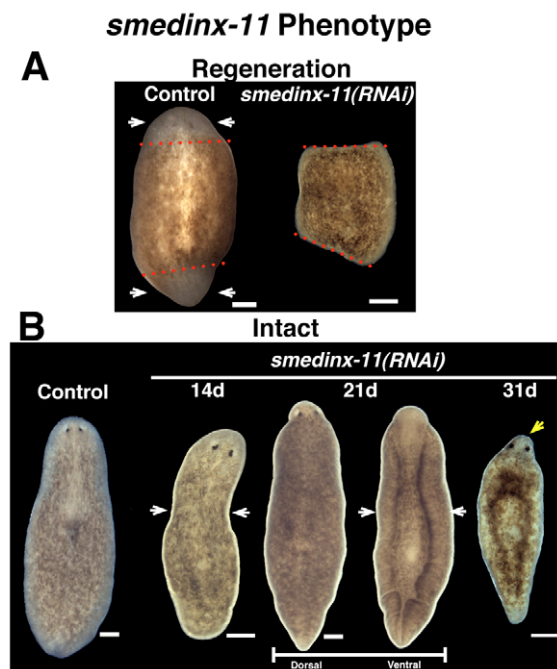 smedinx-11 Phenotype
A
Regeneration
Control smedinx-11(RNAi)
B
Intact
smedinx-11(RNAi)
Control 14d 21d 31d
Dorsal Ventral